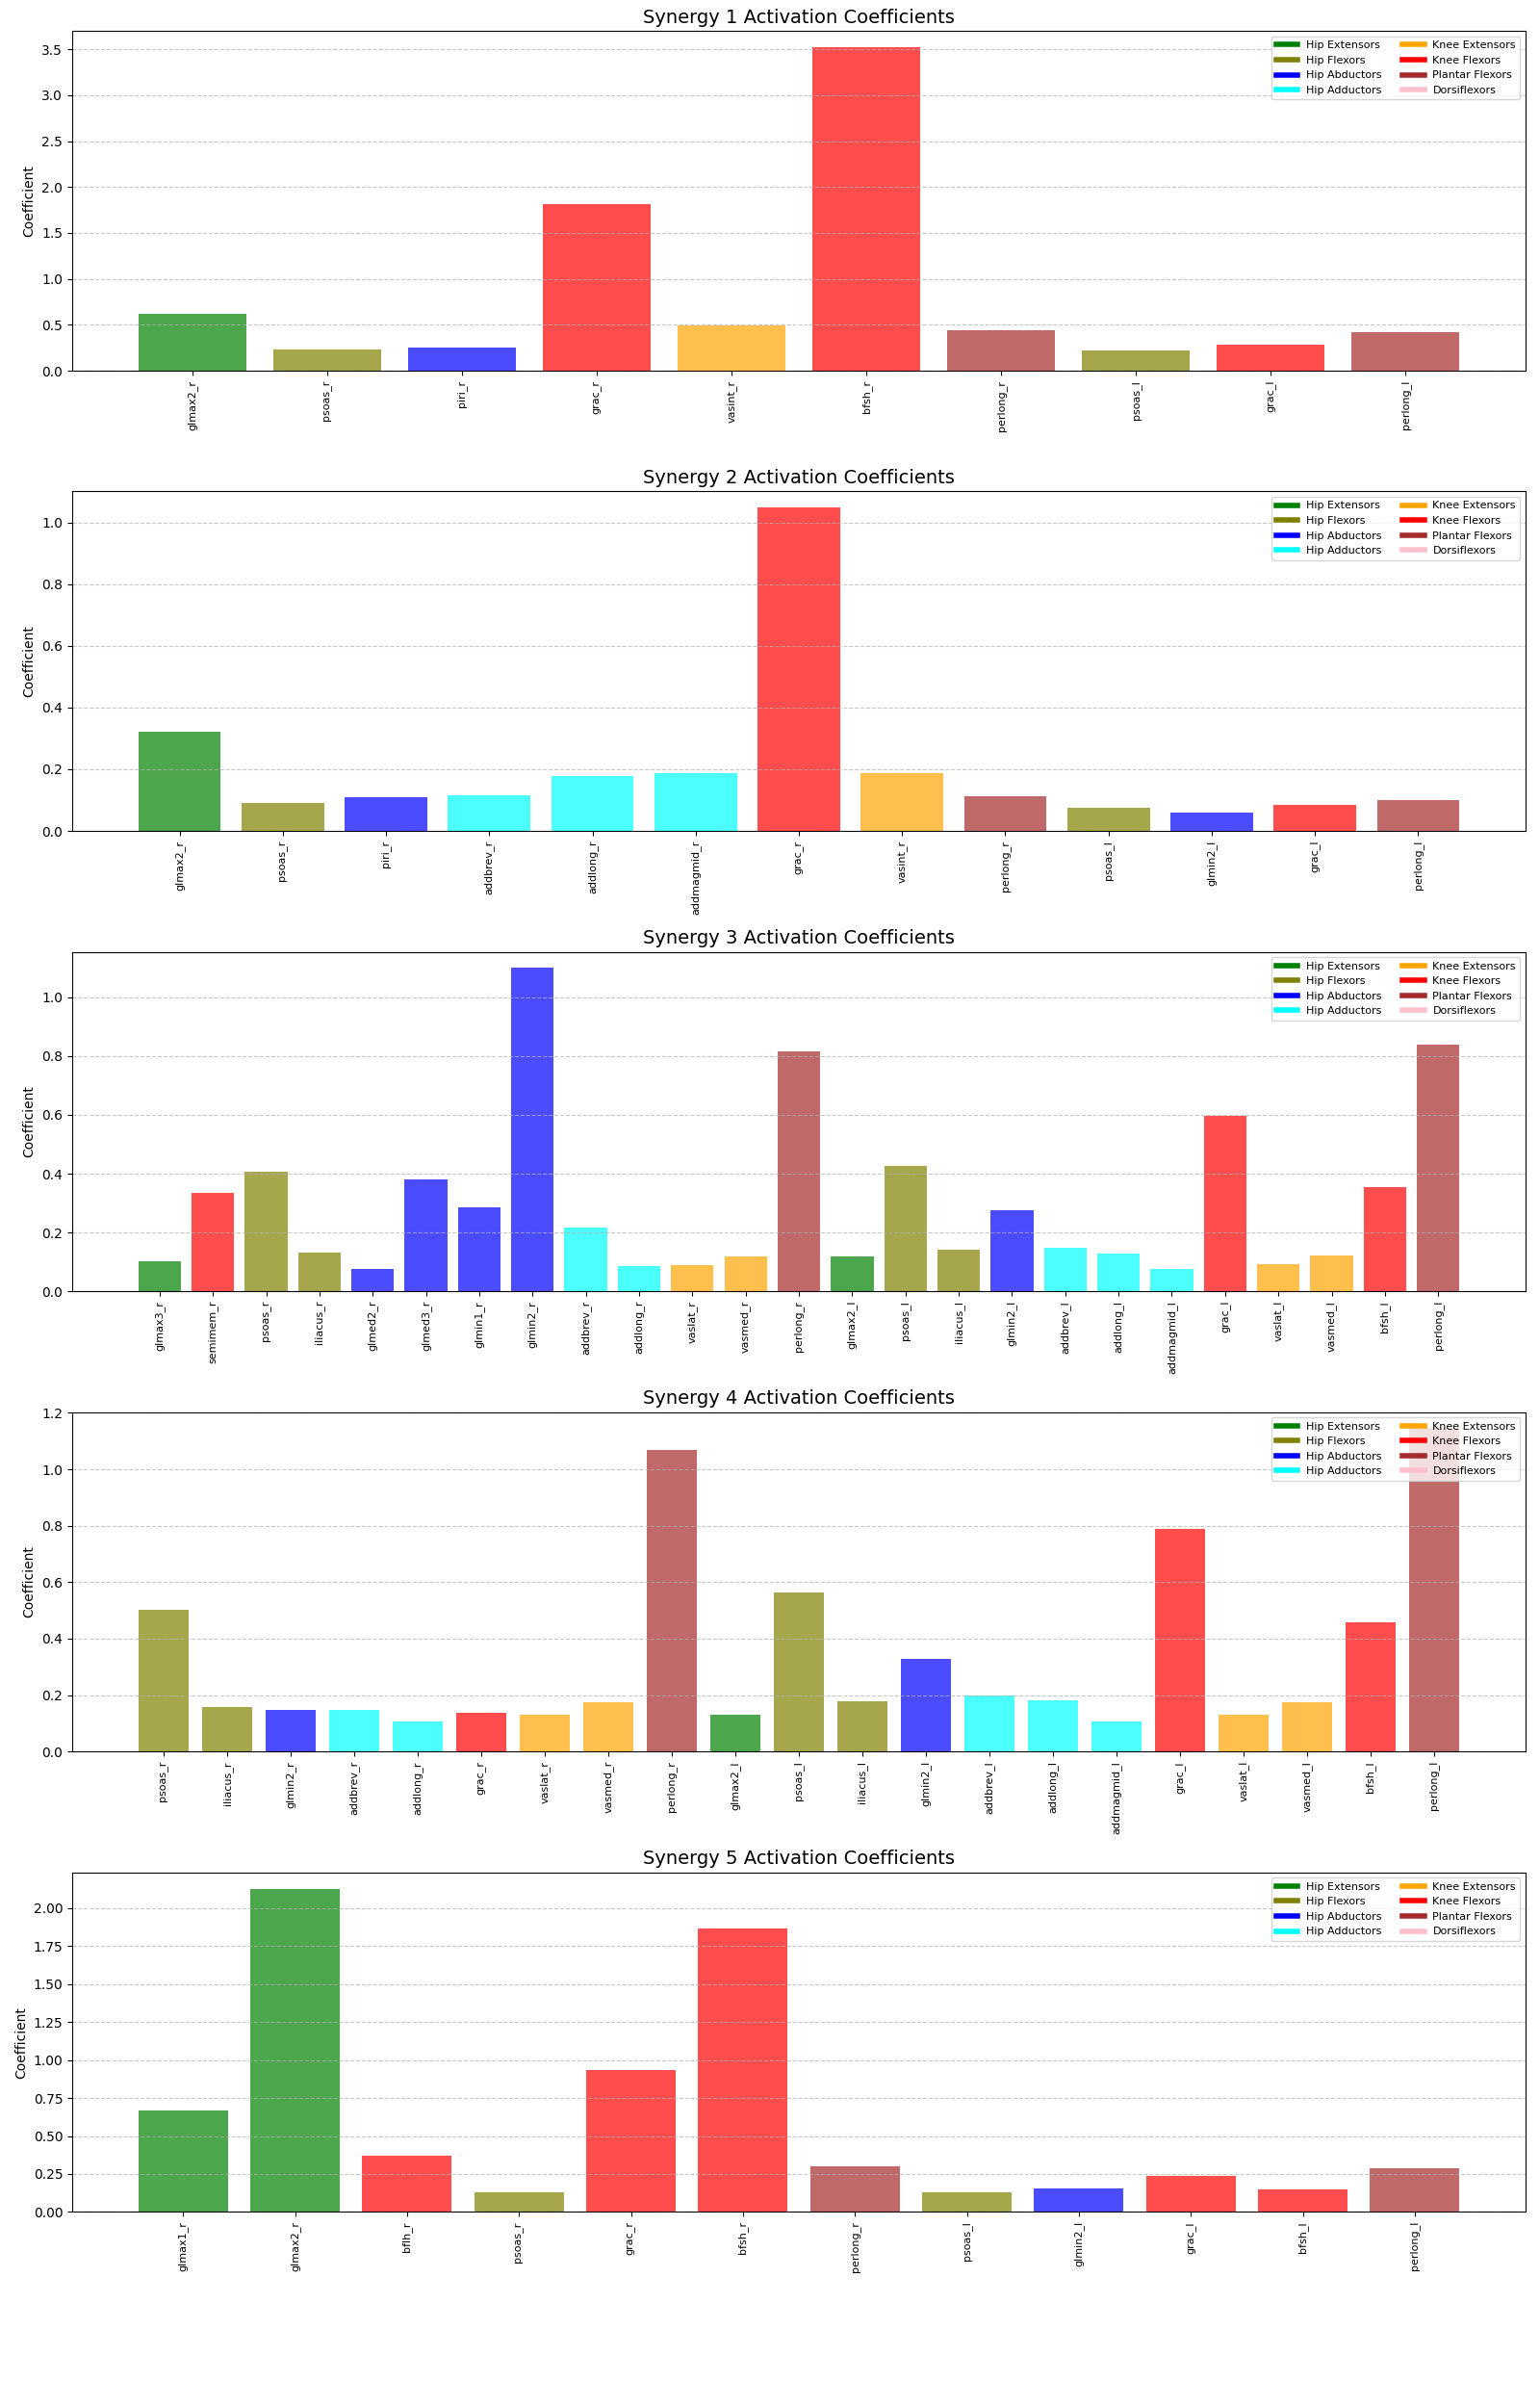 Synergy 1 Activation Coefficients
Coefficient
3.5
3.0
2.5
2.0
1.5
1.0
0.5
0.0
Hip Extensors
Hip Flexors
Hip Abductors
Hip Adductors
Knee Extensors
Knee Flexors
Plantar Flexors
Dorsiflexors
glmax2_r
psoas_r
piri_r
grac_r
vasint_r
bfsh_r
perlong_r
psoas_l
grac_l
perlong_l
Synergy 2 Activation Coefficients
Coefficient
1.0
0.8
0.6
0.4
0.2
0.0
Hip Extensors
Hip Flexors
Hip Abductors
Hip Adductors
Knee Extensors
Knee Flexors
Plantar Flexors
Dorsiflexors
glmax2_r
psoas_r
piri_r
addbrev_r
addlong_r
addmagmid_r
grac_r
vasint_r
perlong_r
psoas_l
glmin2_l
grac_l
perlong_l
Synergy 3 Activation Coefficients
Coefficient
1.0
0.8
0.6
0.4
0.2
0.0
Hip Extensors
Hip Flexors
Hip Abductors
Hip Adductors
Knee Extensors
Knee Flexors
Plantar Flexors
Dorsiflexors
glmax3_r
semimem_r
psoas_r
iliacus_r
glmed2_r
glmed3_r
glmin1_r
glmin2_r
addbrev_r
addlong_r
vaslat_r
vasmed_r
perlong_r
glmax2_l
psoas_l
iliacus_l
glmin2_l
addbrev_l
addlong_l
addmagmid_l
grac_l
vaslat_l
vasmed_l
bfsh_l
perlong_l
Synergy 4 Activation Coefficients
Coefficient
1.2
1.0
0.8
0.6
0.4
0.2
0.0
Hip Extensors
Hip Flexors
Hip Abductors
Hip Adductors
Knee Extensors
Knee Flexors
Plantar Flexors
Dorsiflexors
psoas_r
iliacus_r
glmin2_r
addbrev_r
addlong_r
grac_r
vaslat_r
vasmed_r
perlong_r
glmax2_l
psoas_l
iliacus_l
glmin2_l
addbrev_l
addlong_l
addmagmid_l
grac_l
vaslat_l
vasmed_l
bfsh_l
perlong_l
Synergy 5 Activation Coefficients
Coefficient
2.00
1.75
1.50
1.25
1.00
0.75
0.50
0.25
0.00
Hip Extensors
Hip Flexors
Hip Abductors
Hip Adductors
Knee Extensors
Knee Flexors
Plantar Flexors
Dorsiflexors
glmax1_r
glmax2_r
bflh_r
psoas_r
grac_r
bfsh_r
perlong_r
psoas_l
glmin2_l
grac_l
bfsh_l
perlong_l